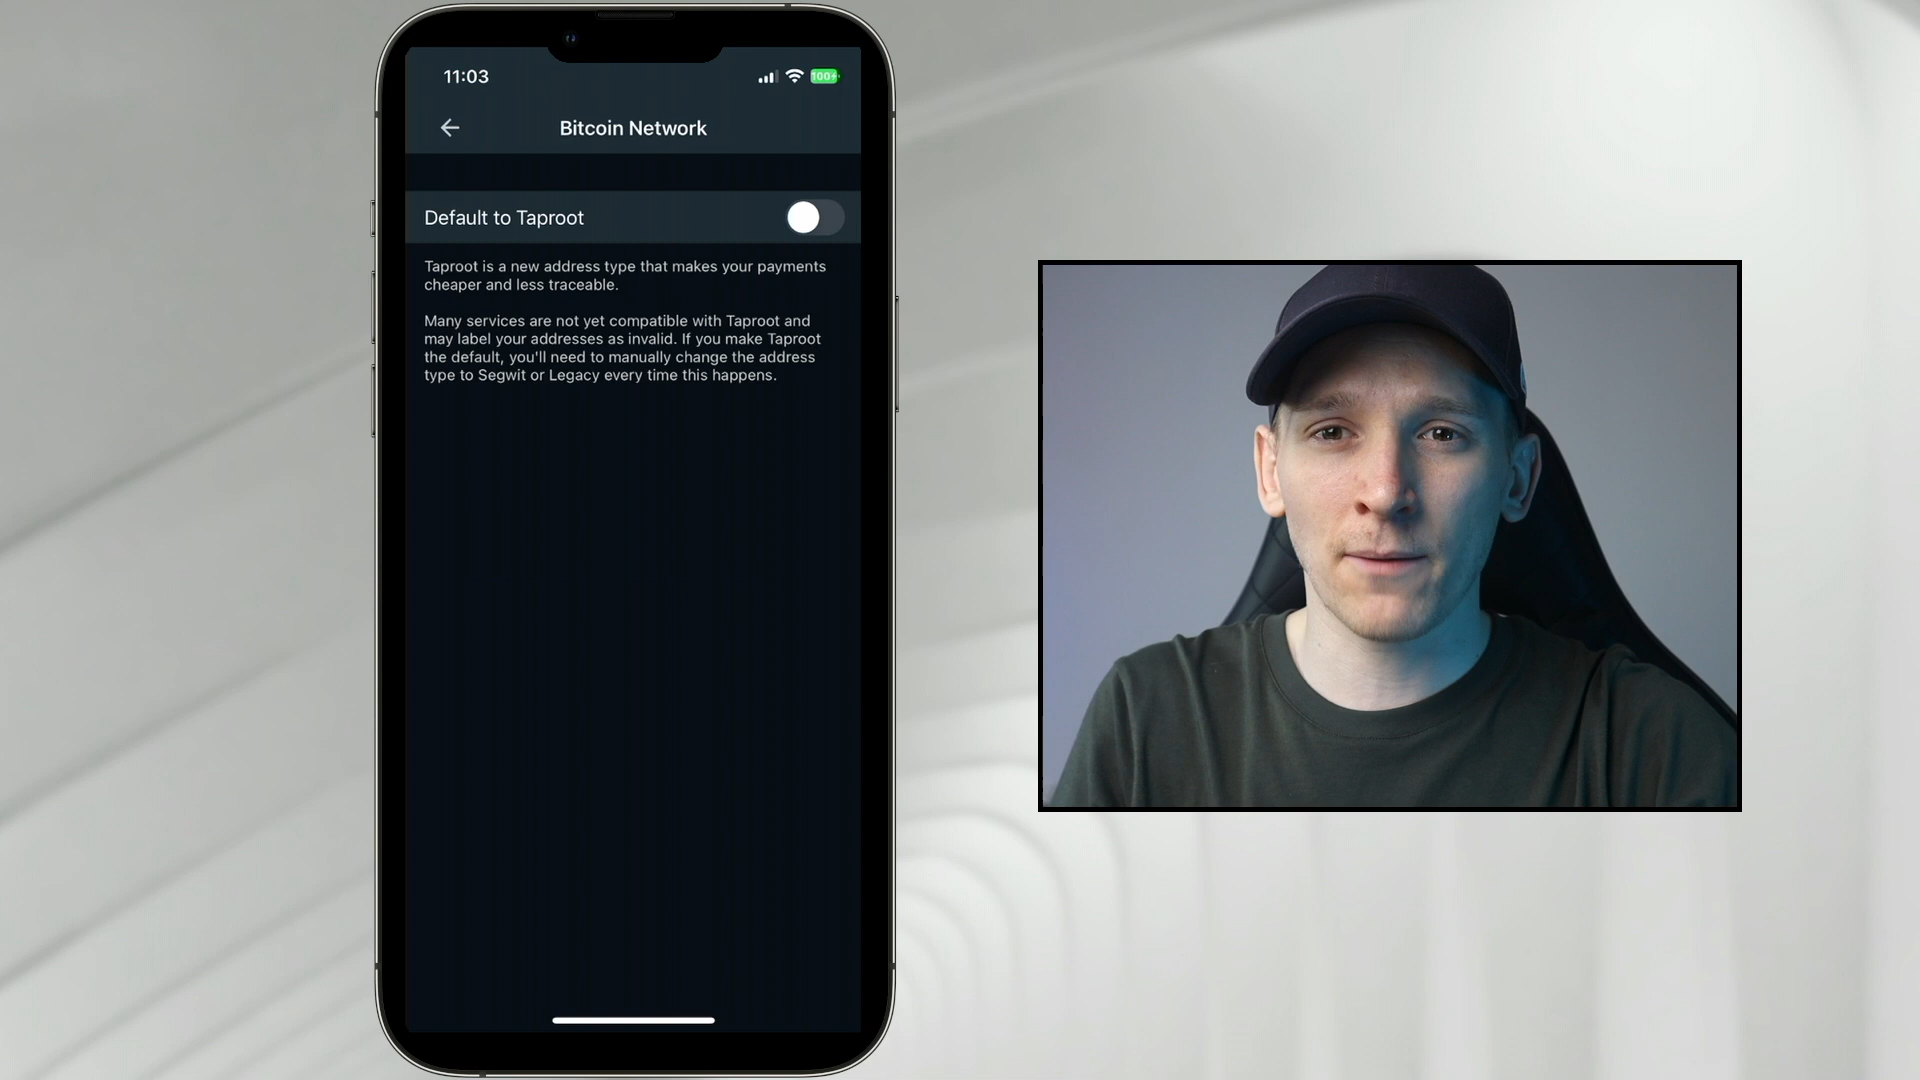 11:03
100
Bitcoin Network
Default to Taproot
Taproot is a new address type that makes your payments
cheaper and less traceable.
Many services are not yet compatible with Taproot and
may label your addresses as invalid. If you make Taproot
the default, you'll need to manually change the address
type to Segwit or Legacy every time this happens.